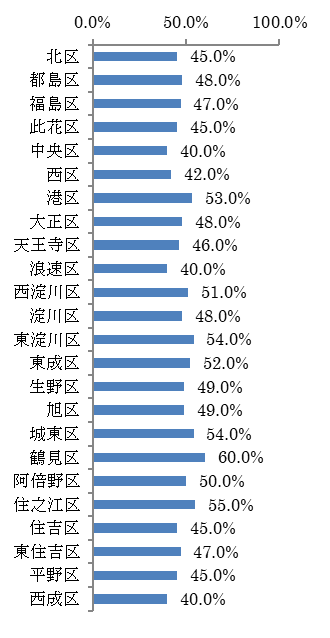 0.0% 50.0% 100.0%
北区 45.0%
都島区 48.0%
福島区 47.0%
此花区 45.0%
中央区 40.0%
西区 42.0%
港区 53.0%
大正区 48.0%
天王寺区 46.0%
浪速区 40.0%
西淀川区 51.0%
淀川区 48.0%
東淀川区 54.0%
東成区 52.0%
生野区 49.0%
旭区 49.0%
城東区 54.0%
鶴見区 60.0%
阿倍野区 50.0%
住之江区 55.0%
住吉区 45.0%
東住吉区 47.0%
平野区 45.0%
西成区 40.0%